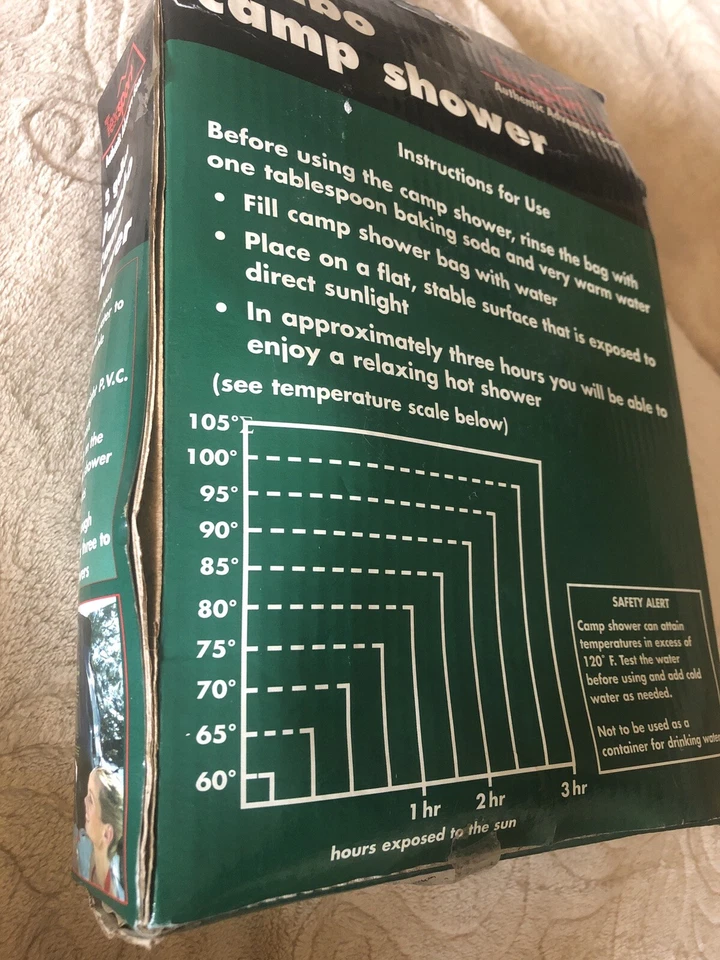 camp shower
Authentic Adventure
Instructions for Use
Before using the camp shower, rinse the bag with
one tablespoon baking soda and very warm water
• Fill camp shower bag with water
• Place on a flat, stable surface that is exposed to
direct sunlight
• In approximately three hours you will be able to
enjoy a relaxing hot shower
(see temperature scale below)
105°
100°
95°
90°
85°
80°
75°
70°
65°
60°
1 hr 2 hr 3 hr
hours exposed to the sun
SAFETY ALERT
Camp shower can attain
temperatures in excess of
120° F. Test the water
before using and add cold
water as needed.
Not to be used as a
container for drinking water
P.V.C.
the
three to